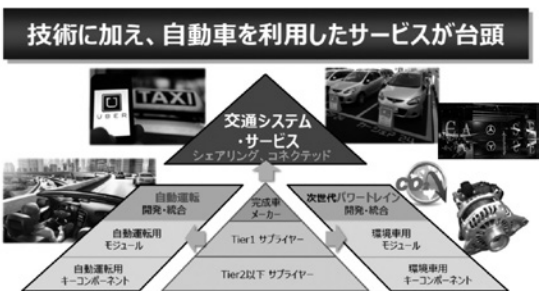 技術に加え、自動車を利用したサービスが台頭
UBER
TAXI
交通システム
・サービス
シェアリング、コネクテッド
自動運転
開発・統合
完成車
メーカー
次世代パワートレイン
開発・統合
自動運転用
モジュール
Tier1 サプライヤー
環境車用
モジュール
自動運転用
キーコンポーネント
Tier2以下 サプライヤー
環境車用
キーコンポーネント